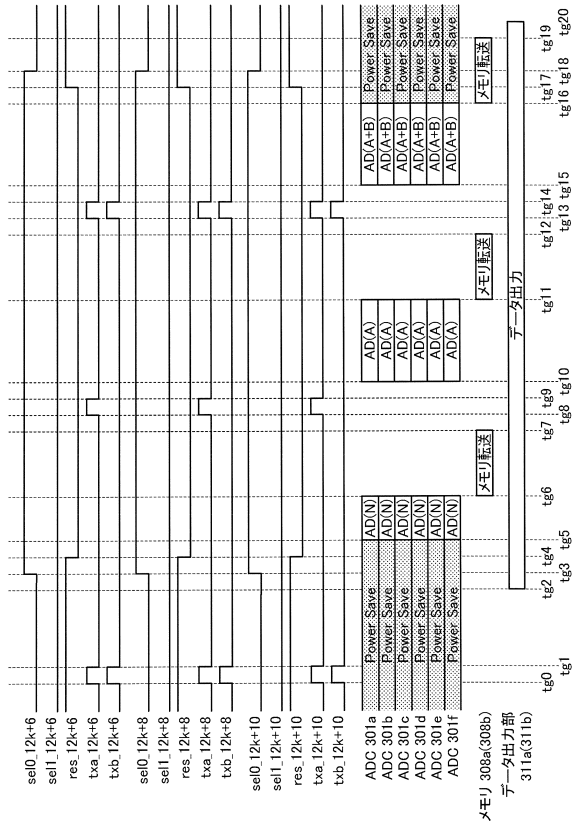 sel0_12k+6
sel1_12k+6
res_12k+6
txa_12k+6
txb_12k+6
sel0_12k+8
sel1_12k+8
res_12k+8
txa_12k+8
txb_12k+8
sel0_12k+10
sel1_12k+10
res_12k+10
txa_12k+10
txb_12k+10
ADC 301a Power Save AD(N) AD(A) AD(A+B) Power Save
ADC 301b Power Save AD(N) AD(A) AD(A+B) Power Save
ADC 301c Power Save AD(N) AD(A) AD(A+B) Power Save
ADC 301d Power Save AD(N) AD(A) AD(A+B) Power Save
ADC 301e Power Save AD(N) AD(A) AD(A+B) Power Save
ADC 301f Power Save AD(N) AD(A) AD(A+B) Power Save
メモリ 308a(308b) メモリ転送 メモリ転送 メモリ転送
データ出力部 データ出力
311a(311b)
tg0 tg1 tg2 tg3 tg4 tg5 tg6 tg7 tg8 tg9 tg10 tg11 tg12 tg13 tg14 tg15 tg16 tg17 tg18 tg19 tg20